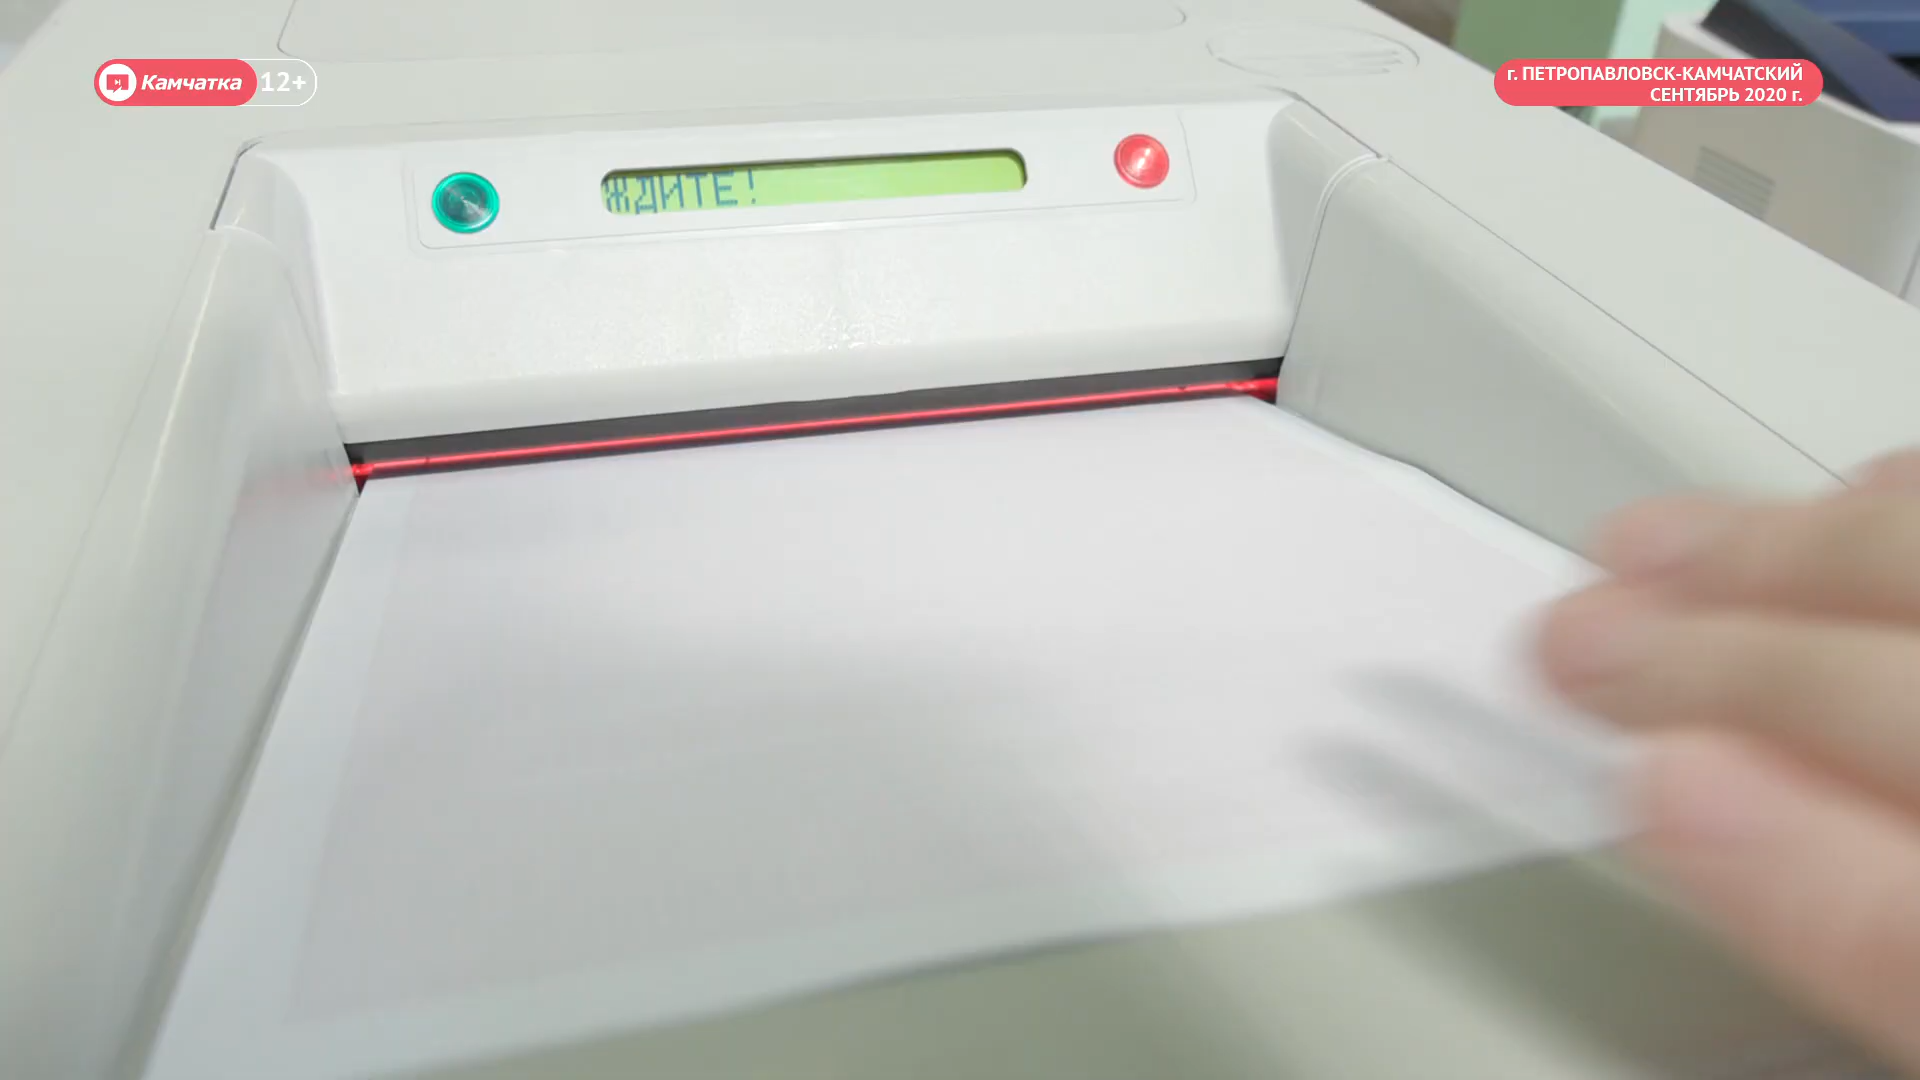 Камчатка 12+
г. ПЕТРОПАВЛОВСК-КАМЧАТСКИЙ
СЕНТЯБРЬ 2020 г.
ЖДИТЕ!